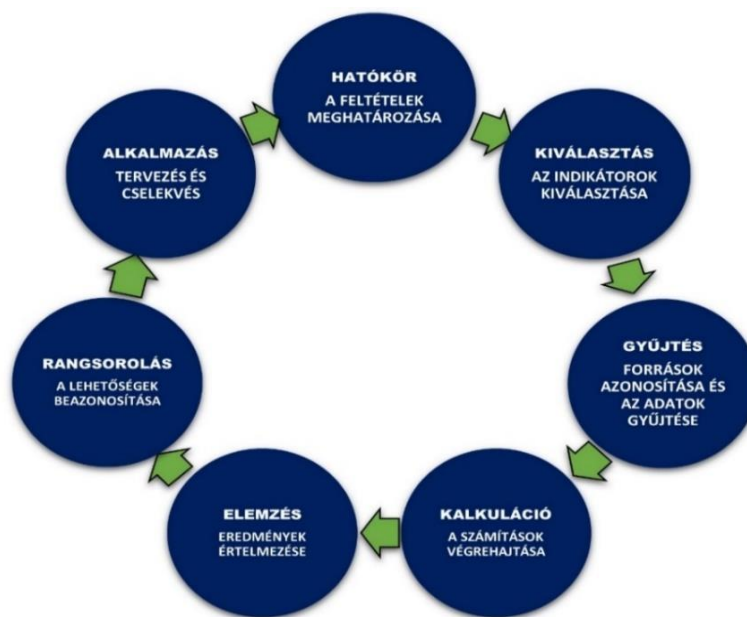 HATÓKÖR
A FELTÉTELEK
MEGHATÁROZÁSA
KIVÁLASZTÁS
AZ INDIKÁTOROK
KIVÁLASZTÁSA
GYŰJTÉS
FORRÁSOK
AZONOSITÁSA ÉS
AZ ADATOK
GYŰJTÉSE
KALKULÁCIÓ
A SZÁMÍTÁSOK
VÉGREHAJTÁSA
ELEMZÉS
EREDMÉNYEK
ÉRTELMEZÉSE
RANGSOROLÁS
A LEHETŐSÉGEK
BEAZONOSÍTÁSA
ALKALMAZÁS
TERVEZÉS ÉS
CSELEKVÉS